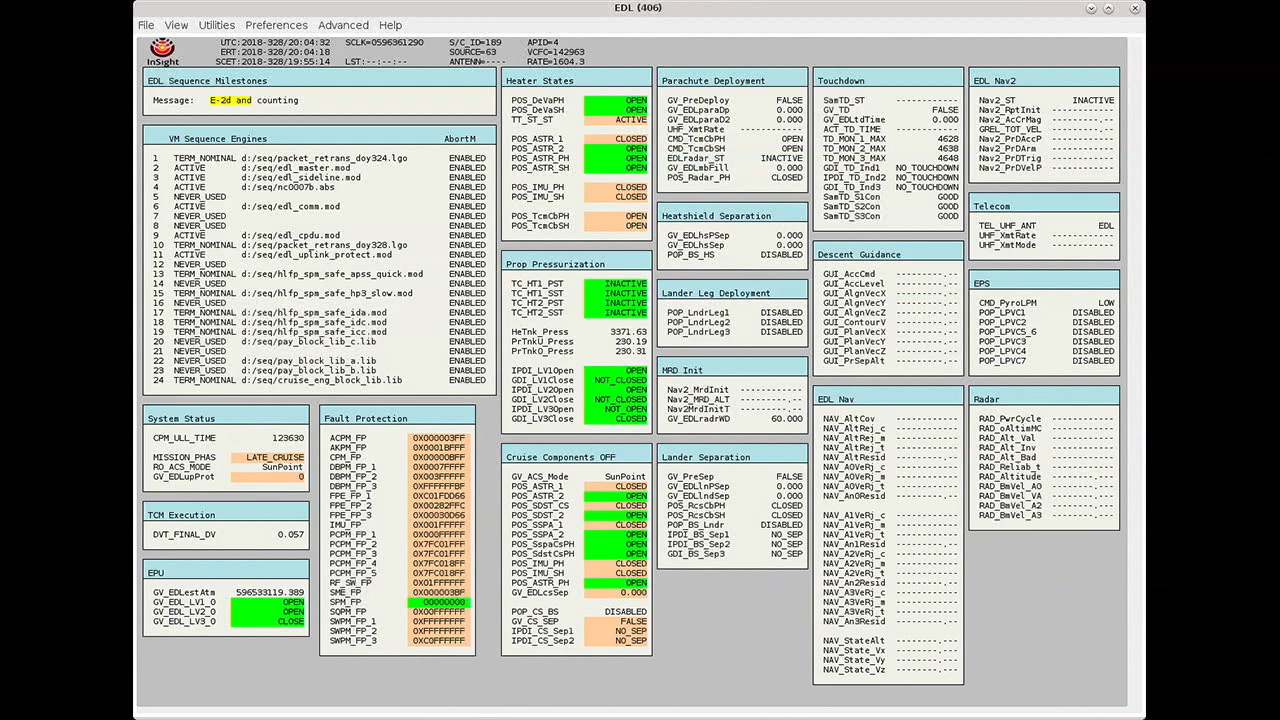 EDL (406)
File View Utilities Preferences Advanced Help
InSight
UTC:2018-328/20:04:32 SCLK=0596361290 S/C_ID=189 APID=4
ERT:2018-328/20:04:18 SOURCE=63 VCFC=142963
SCET:2018-328/19:55:14 LST:--:--:-- ANTENN=---- RATE=1604.3
EDL Sequence Milestones
Message: E-2d and counting
VM Sequence Engines AbortM
1 TERM_NOMINAL d:/seq/packet_retrans_doy324.lgo ENABLED
2 ACTIVE d:/seq/edl_master.mod ENABLED
3 ACTIVE d:/seq/edl_sideline.mod ENABLED
4 ACTIVE d:/seq/nc0007b.abs ENABLED
5 NEVER_USED ENABLED
6 ACTIVE d:/seq/edl_comm.mod ENABLED
7 NEVER_USED ENABLED
8 NEVER_USED ENABLED
9 ACTIVE d:/seq/edl_cpdu.mod ENABLED
10 TERM_NOMINAL d:/seq/packet_retrans_doy328.lgo ENABLED
11 ACTIVE d:/seq/edl_uplink_protect.mod ENABLED
12 NEVER_USED ENABLED
13 TERM_NOMINAL d:/seq/hlfp_spm_safe_apss_quick.mod ENABLED
14 NEVER_USED ENABLED
15 TERM_NOMINAL d:/seq/hlfp_spm_safe_hp3_slow.mod ENABLED
16 NEVER_USED ENABLED
17 TERM_NOMINAL d:/seq/hlfp_spm_safe_ida.mod ENABLED
18 TERM_NOMINAL d:/seq/hlfp_spm_safe_idc.mod ENABLED
19 TERM_NOMINAL d:/seq/hlfp_spm_safe_icc.mod ENABLED
20 TERM_NOMINAL d:/seq/pay_block_lib_c.lib ENABLED
21 NEVER_USED ENABLED
22 TERM_NOMINAL d:/seq/pay_block_lib_a.lib ENABLED
23 TERM_NOMINAL d:/seq/pay_block_lib_b.lib ENABLED
24 TERM_NOMINAL d:/seq/cruise_eng_block_lib.lib ENABLED
System Status
CPM_ULL_TIME 123630
MISSION_PHAS LATE_CRUISE
RO_ACS_MODE SunPoint
GV_EDLupProt 0
TCM Execution
DVT_FINAL_DV 0.057
EPU
GV_EDLestAtm 596533119.389
GV_EDL_LV1_O OPEN
GV_EDL_LV2_O OPEN
GV_EDL_LV3_O CLOSE
Fault Protection
ACPM_FP 0X000003FF
AKPM_FP 0X0001BFFF
CPM_FP 0X00000BFF
DBPM_FP_1 0X0007FFFF
DBPM_FP_2 0X003FFFFF
DBPM_FP_3 0XFFFFFFBF
FPE_FP_1 0XC01FD066
FPE_FP_2 0X00282FFC
FPE_FP_3 0X00030D66
IMU_FP 0X001FFFFF
PCPM_FP_1 0X000FFFFF
PCPM_FP_2 0X7FC01FFF
PCPM_FP_3 0X7FC01FFF
PCPM_FP_4 0X7FC018FF
PCPM_FP_5 0X7FC018FF
RF_SW_FP 0X01FFFFFF
SME_FP 0X000003BF
SPM_FP 00000000
SQPM_FP 0X00FFFFFF
SWPM_FP_1 0XFFFFFFFF
SWPM_FP_2 0XFFFFFFFF
SWPM_FP_3 0XC0FFFFFF
Heater States
POS_DeVaPH OPEN
POS_DeVaSH OPEN
TT_ST_ST ACTIVE
POS_ASTR_1 CLOSED
POS_ASTR_2 OPEN
POS_ASTR_PH OPEN
POS_ASTR_SH OPEN
POS_IMU_PH CLOSED
POS_IMU_SH CLOSED
POS_TcmCbPH OPEN
POS_TcmCbSH OPEN
Prop Pressurization
TC_HT1_PST INACTIVE
TC_HT1_SST INACTIVE
TC_HT2_PST INACTIVE
TC_HT2_SST INACTIVE
HeTnk_Press 3371.63
PrTnkU_Press 230.19
PrTnkO_Press 230.31
IPDI_LV1Open OPEN
GDI_LV1Close NOT_CLOSED
IPDI_LV2Open OPEN
GDI_LV2Close NOT_CLOSED
IPDI_LV3Open NOT_OPEN
GDI_LV3Close CLOSED
Cruise Components OFF
GV_ACS_Mode SunPoint
POS_ASTR_1 CLOSED
POS_ASTR_2 OPEN
POS_SDST_CS CLOSED
POS_SDST_2 OPEN
POS_SSPA_1 CLOSED
POS_SSPA_2 OPEN
POS_SspaCsPH OPEN
POS_SdstCsPH OPEN
POS_IMU_PH CLOSED
POS_IMU_SH CLOSED
POS_ASTR_PH OPEN
GV_EDLcsSep 0.000
POP_CS_BS DISABLED
GV_CS_SEP FALSE
IPDI_CS_Sep1 NO_SEP
IPDI_CS_Sep2 NO_SEP
Parachute Deployment
GV_PreDeploy FALSE
GV_EDLparaDp 0.000
GV_EDLparaD2 0.000
UHF_XmtRate -----------
CMD_TcmCbPH OPEN
CMD_TcmCbSH OPEN
EDLradar_ST INACTIVE
GV_EDLmbFill 0.000
POS_Radar_PH CLOSED
Heatshield Separation
GV_EDLhsPSep 0.000
GV_EDLhsSep 0.000
POP_BS_HS DISABLED
Lander Leg Deployment
POP_LndrLeg1 DISABLED
POP_LndrLeg2 DISABLED
POP_LndrLeg3 DISABLED
MRD Init
Nav2_MrdInit -----------
Nav2_MRD_ALT --------.--
Nav2MrdInitT --------.--
GV_EDLradrWD 60.000
Lander Separation
GV_PreSep FALSE
GV_EDLlnPSep 0.000
GV_EDLlndSep 0.000
POS_RcsCbPH CLOSED
POS_RcsCbSH CLOSED
POP_BS_Lndr DISABLED
IPDI_BS_Sep1 NO_SEP
IPDI_BS_Sep2 NO_SEP
GDI_BS_Sep3 NO_SEP
Touchdown
SamTD_ST -----------
GV_TD FALSE
GV_EDLtdTime 0.000
ACT_TD_TIME --------.--
TD_MON_1_MAX 4628
TD_MON_2_MAX 4638
TD_MON_3_MAX 4648
GDI_TD_Ind1 NO_TOUCHDOWN
IPDI_TD_Ind2 NO_TOUCHDOWN
GDI_TD_Ind3 NO_TOUCHDOWN
SamTD_S1Con GOOD
SamTD_S2Con GOOD
SamTD_S3Con GOOD
Descent Guidance
GUI_AccCmd --------.--
GUI_AccLevel --------.--
GUI_AlgnVecX --------.--
GUI_AlgnVecY --------.--
GUI_AlgnVecZ --------.--
GUI_ContourV --------.--
GUI_PlanVecX --------.--
GUI_PlanVecY --------.--
GUI_PlanVecZ --------.--
GUI_PrSepAlt --------.--
EDL Nav
NAV_AltCov --------.--
NAV_AltRej_c -----------
NAV_AltRej_m -----------
NAV_AltRej_t -----------
NAV_AltResid --------.--
NAV_A0VeRj_c -----------
NAV_A0VeRj_m -----------
NAV_A0VeRj_t -----------
NAV_An0Resid --------.--
NAV_A1VeRj_c -----------
NAV_A1VeRj_m -----------
NAV_A1VeRj_t -----------
NAV_An1Resid --------.--
NAV_A2VeRj_c -----------
NAV_A2VeRj_m -----------
NAV_A2VeRj_t -----------
NAV_An2Resid --------.--
NAV_A3VeRj_c -----------
NAV_A3VeRj_m -----------
NAV_A3VeRj_t -----------
NAV_An3Resid --------.--
NAV_StateAlt --------.--
NAV_State_Vx --------.--
NAV_State_Vy --------.--
NAV_State_Vz --------.--
EDL Nav2
Nav2_ST INACTIVE
Nav2_RptInit --------.--
Nav2_AccrMag --------.--
GREL_TOT_VEL --------.--
Nav2_PrDAccP --------.--
Nav2_PrDArm --------.--
Nav2_PrDTrig --------.--
Nav2_PrDVelP --------.--
Telecom
TEL_UHF_ANT EDL
UHF_XmtRate -----------
UHF_XmtMode -----------
EPS
CMD_PyroLPM LOW
POP_LPVC1 DISABLED
POP_LPVC2 DISABLED
POP_LPVC5_6 DISABLED
POP_LPVC3 DISABLED
POP_LPVC4 DISABLED
POP_LPVC7 DISABLED
Radar
RAD_PwrCycle -----------
RAD_oAltimMC -----------
RAD_Alt_Val -----------
RAD_Alt_Inv -----------
RAD_Alt_Bad -----------
RAD_Reliab_t -----------
RAD_Altitude --------.--
RAD_BmVel_A0 --------.--
RAD_BmVel_VA --------.--
RAD_BmVel_A2 --------.--
RAD_BmVel_A3 --------.--